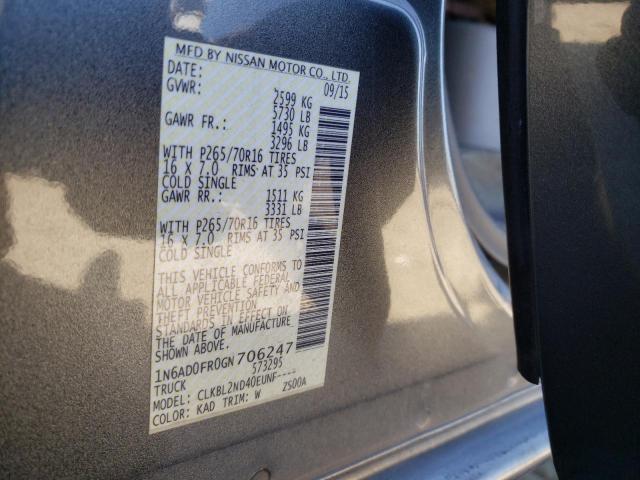 MFD BY NISSAN MOTOR CO., LTD.
DATE: 09/15
GVWR: 2599 KG
5730 LB
GAWR FR.: 1495 KG
3296 LB
WITH P265/70R16 TIRES
16 X 7.0 RIMS AT 35 PSI
COLD SINGLE
GAWR RR.: 1511 KG
3331 LB
WITH P265/70R16 TIRES
16 X 7.0 RIMS AT 35 PSI
COLD SINGLE
THIS VEHICLE CONFORMS TO
ALL APPLICABLE FEDERAL
MOTOR VEHICLE SAFETY AND
THEFT PREVENTION
STANDARDS IN EFFECT ON
THE DATE OF MANUFACTURE
SHOWN ABOVE.
1N6AD0FR0GN706247
TRUCK 573295
MODEL: CLKBL2ND40EUNF----
COLOR: KAD TRIM: W ZS00A